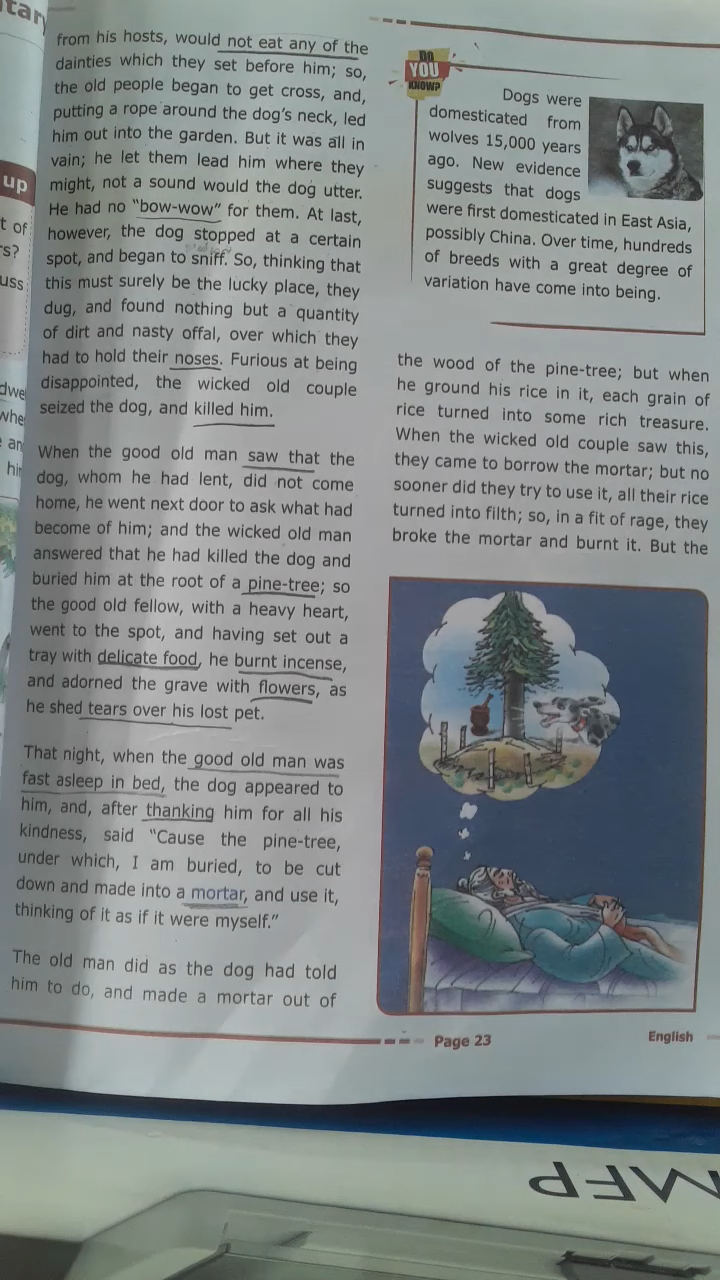 tary
up
t of
rs?
uss
dwe
whe
an
hi
from his hosts, would not eat any of the
dainties which they set before him; so,
the old people began to get cross, and,
putting a rope around the dog's neck, led
him out into the garden. But it was all in
vain; he let them lead him where they
might, not a sound would the dog utter.
He had no "bow-wow" for them. At last,
however, the dog stopped at a certain
spot, and began to sniff. So, thinking that
this must surely be the lucky place, they
dug, and found nothing but a quantity
of dirt and nasty offal, over which they
had to hold their noses. Furious at being
disappointed, the wicked old couple
seized the dog, and killed him.
When the good old man saw that the
dog, whom he had lent, did not come
home, he went next door to ask what had
become of him; and the wicked old man
answered that he had killed the dog and
buried him at the root of a pine-tree; so
the good old fellow, with a heavy heart,
went to the spot, and having set out a
tray with delicate food, he burnt incense,
and adorned the grave with flowers, as
he shed tears over his lost pet.
That night, when the good old man was
fast asleep in bed, the dog appeared to
him, and, after thanking him for all his
kindness, said "Cause the pine-tree,
under which, I am buried, to be cut
down and made into a mortar, and use it,
thinking of it as if it were myself."
The old man did as the dog had told
him to do, and made a mortar out of
DO
YOU
KNOW?
Dogs were
domesticated from
wolves 15,000 years
ago. New evidence
suggests that dogs
were first domesticated in East Asia,
possibly China. Over time, hundreds
of breeds with a great degree of
variation have come into being.
the wood of the pine-tree; but when
he ground his rice in it, each grain of
rice turned into some rich treasure.
When the wicked old couple saw this,
they came to borrow the mortar; but no
sooner did they try to use it, all their rice
turned into filth; so, in a fit of rage, they
broke the mortar and burnt it. But the
Page 23
English
MFP